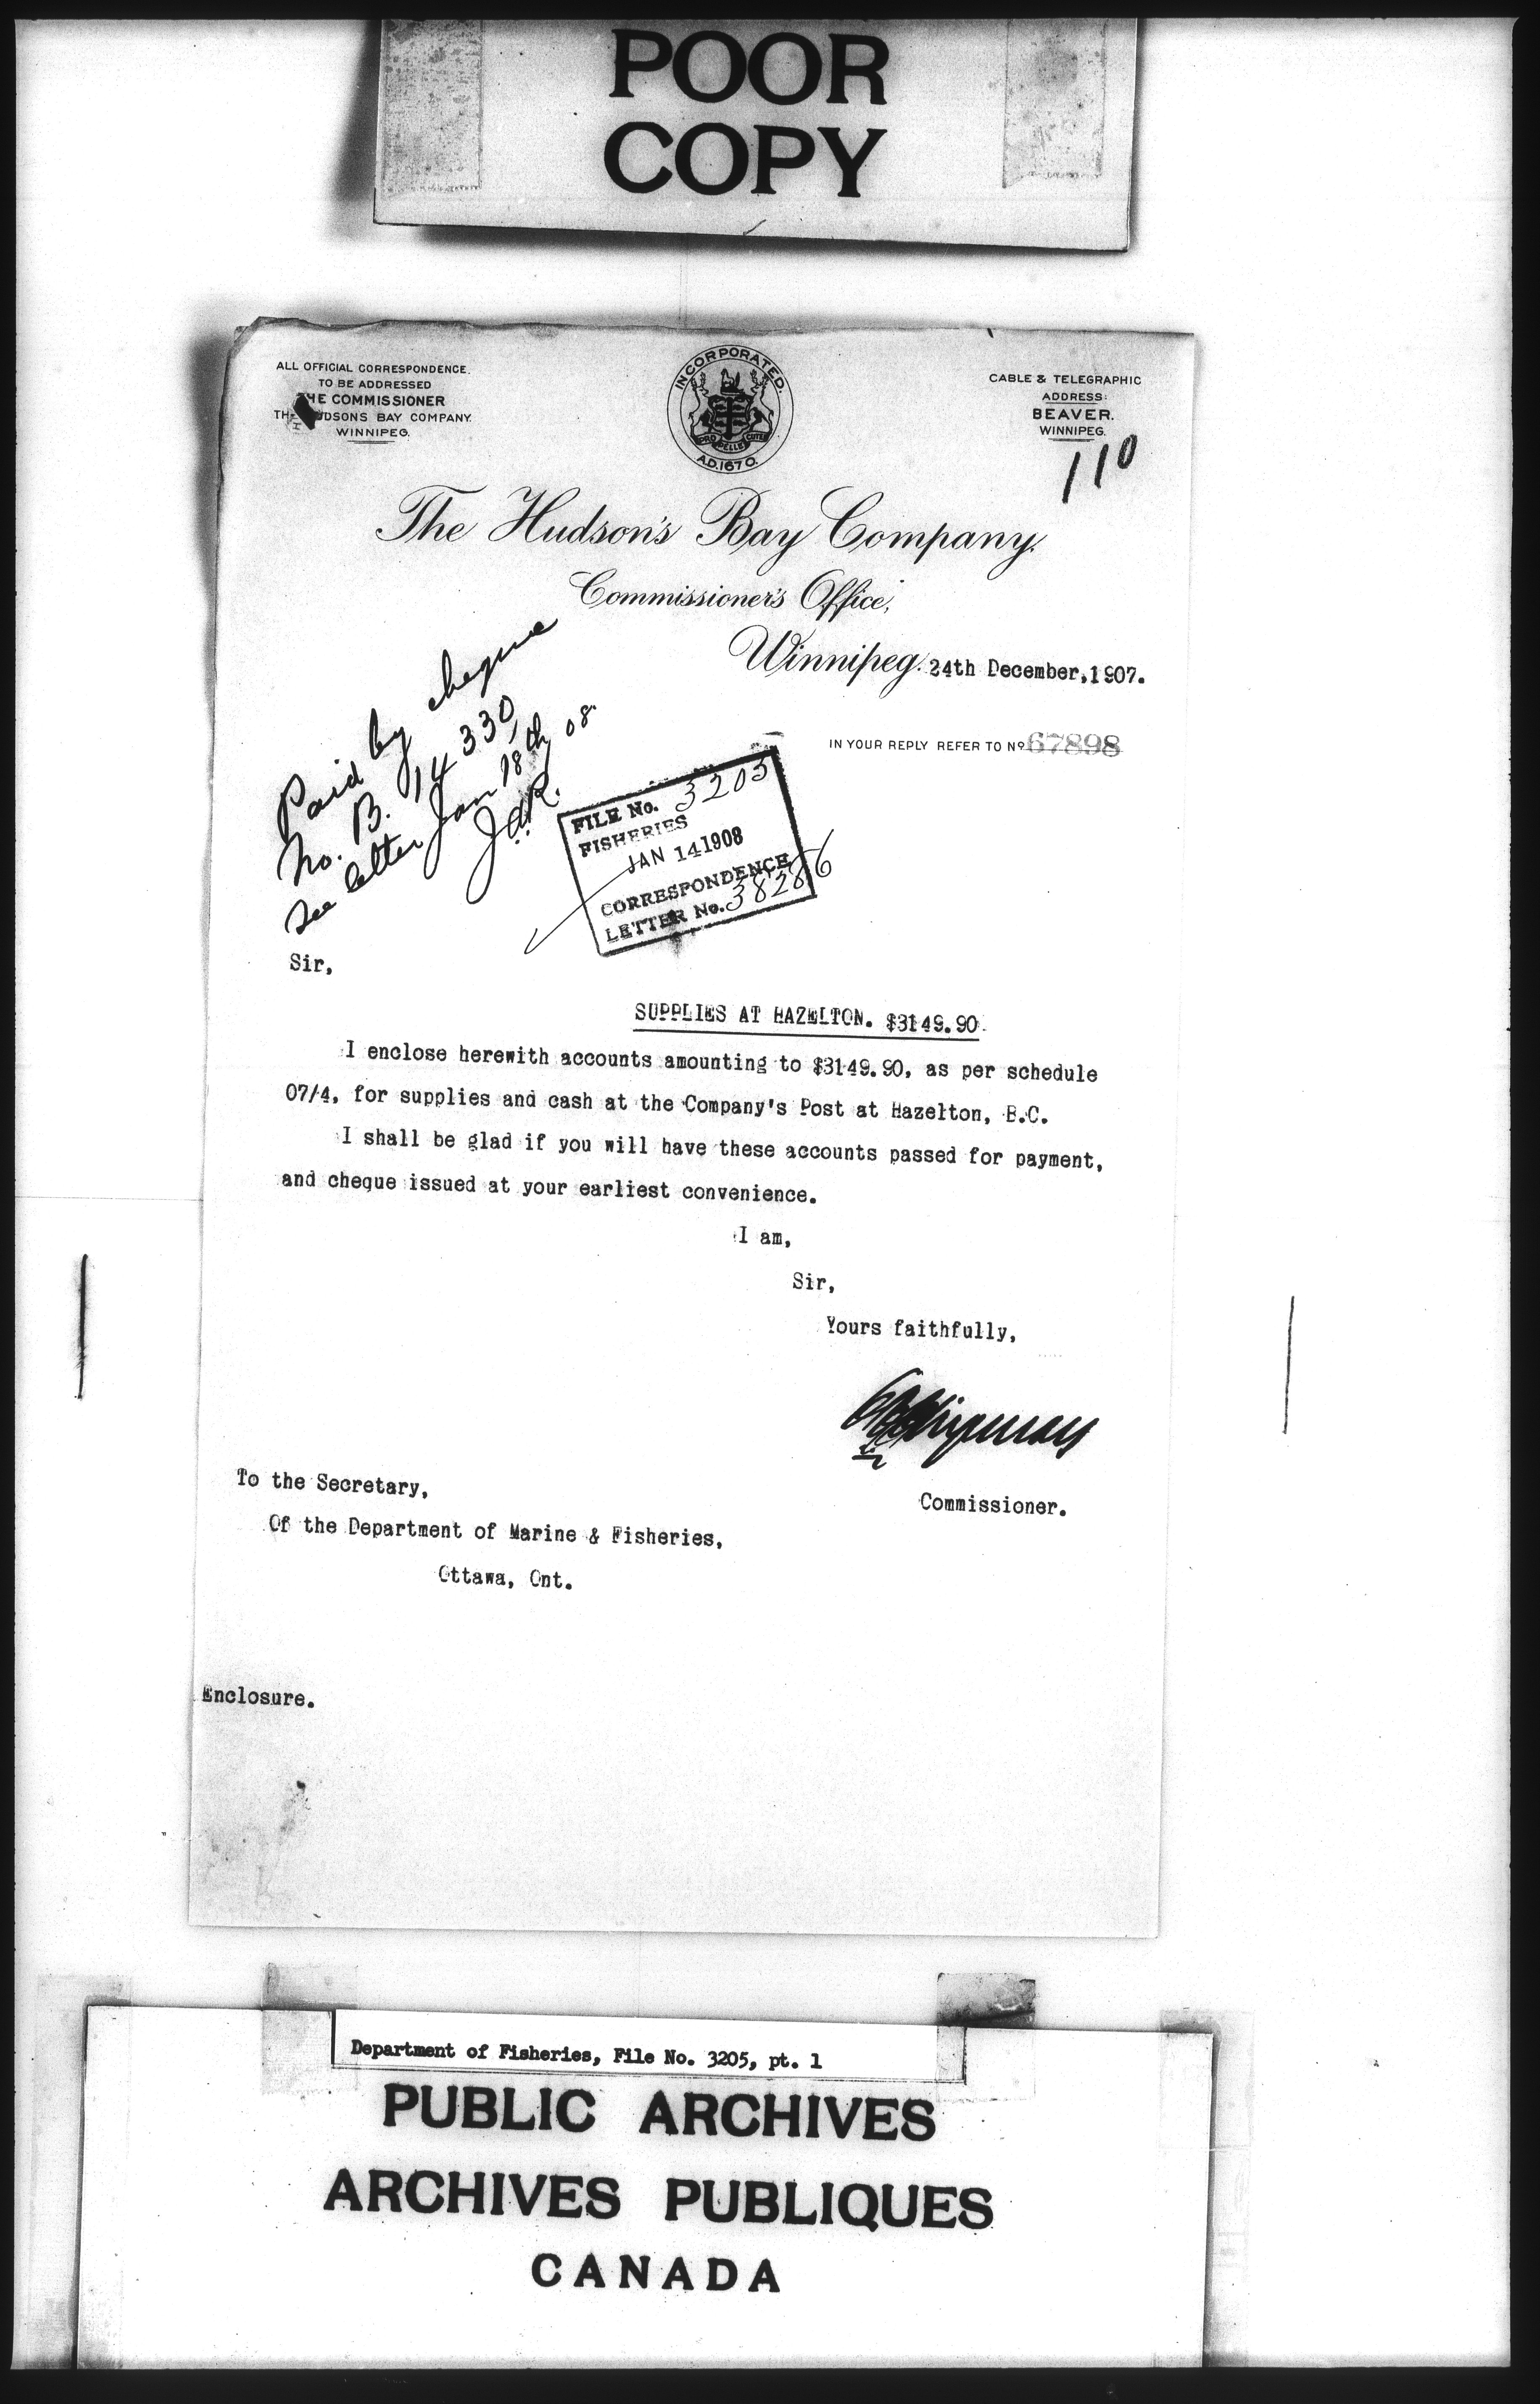 POOR
COPY
ALL OFFICIAL CORRESPONDENCE.
TO BE ADDRESSED
THE COMMISSIONER
THE HUDSONS BAY COMPANY.
WINNIPEG.
INCORPORATED.
PRO PELLE CUTEM
A.D. 1670.
CABLE & TELEGRAPHIC
ADDRESS:
BEAVER.
WINNIPEG.
110
The Hudson's Bay Company.
Commissioner's Office,
Winnipeg. 24th December, 1907.
IN YOUR REPLY REFER TO No 67898
Paid by cheque
No. B. 14330,
See letter Jan 18th, 08.
J.d.R.
FILE No. 3205
FISHERIES
JAN 14 1908
CORRESPONDENCE
LETTER No. 38286
Sir,
SUPPLIES AT HAZELTON. $3149.90.
I enclose herewith accounts amounting to $3149.90, as per schedule
07/4, for supplies and cash at the Company's Post at Hazelton, B.C.
I shall be glad if you will have these accounts passed for payment,
and cheque issued at your earliest convenience.
I am,
Sir,
Yours faithfully,
Commissioner.
To the Secretary,
Of the Department of Marine & Fisheries,
Ottawa, Ont.
Enclosure.
Department of Fisheries, File No. 3205, pt. 1
PUBLIC ARCHIVES
ARCHIVES PUBLIQUES
CANADA